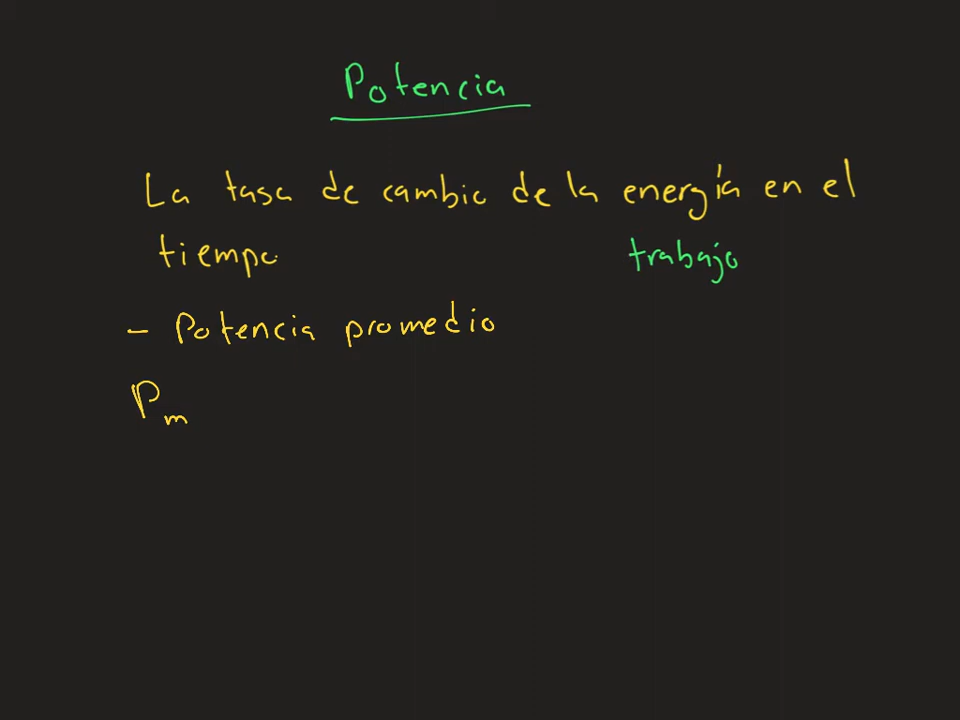 Potencia
La tasa de cambio de la energía en el
tiempo trabajo
- Potencia promedio
Pm